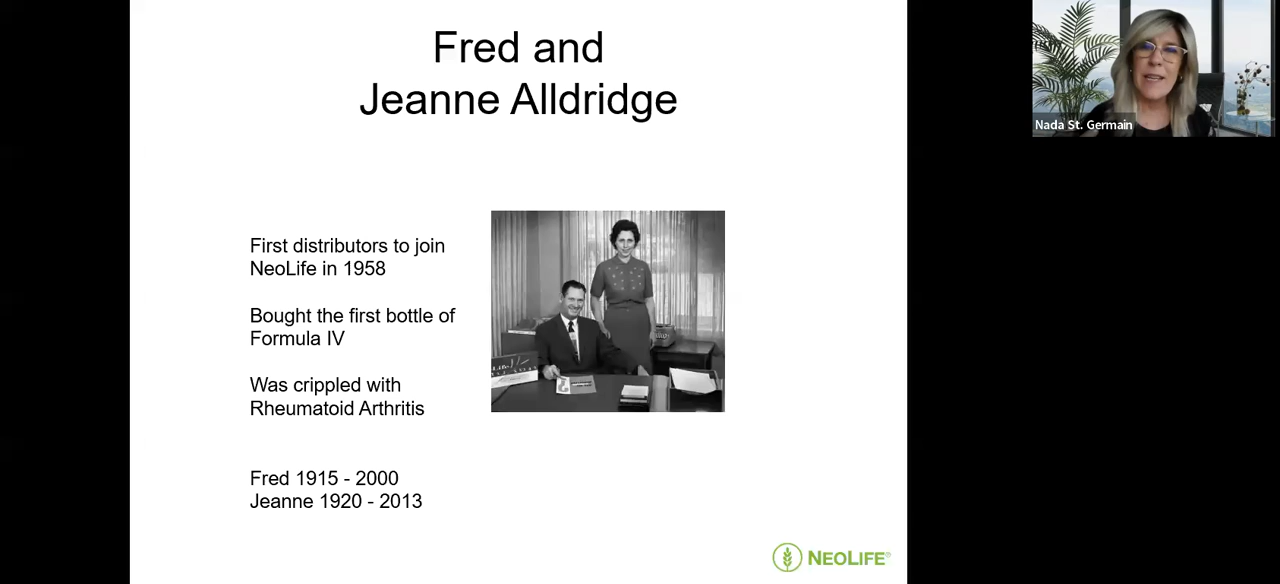 Fred and
Jeanne Alldridge
First distributors to join
NeoLife in 1958
Bought the first bottle of
Formula IV
Was crippled with
Rheumatoid Arthritis
Fred 1915 - 2000
Jeanne 1920 - 2013
NEOLIFE®
Nada St. Germain